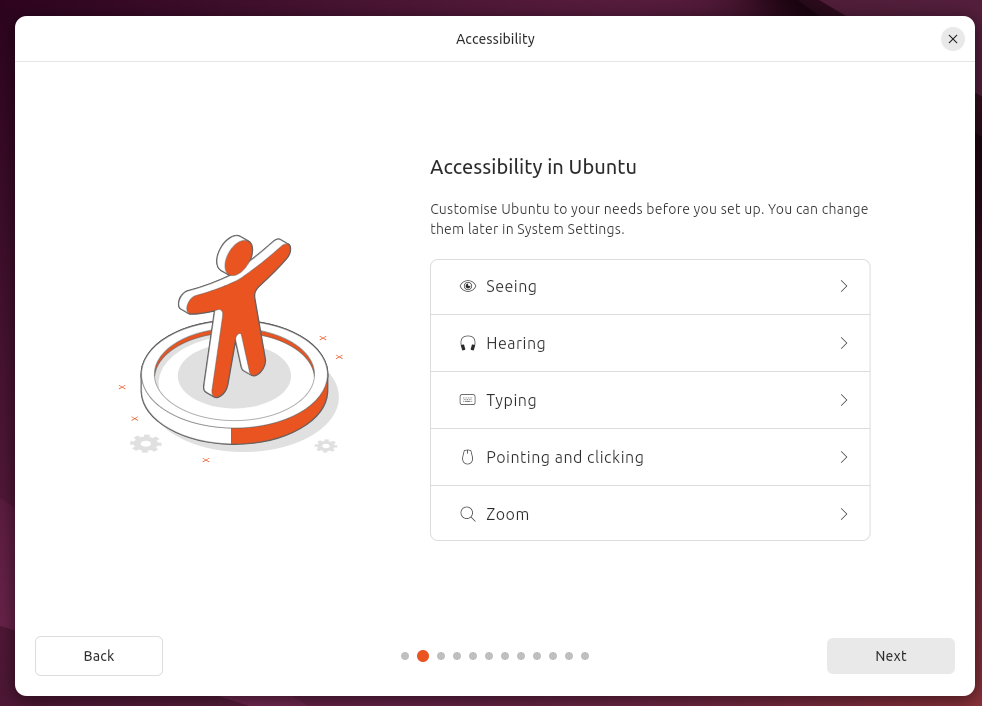 Accessibility
Accessibility in Ubuntu
Customise Ubuntu to your needs before you set up. You can change
them later in System Settings.
Seeing
Hearing
Typing
Pointing and clicking
Zoom
Back
Next